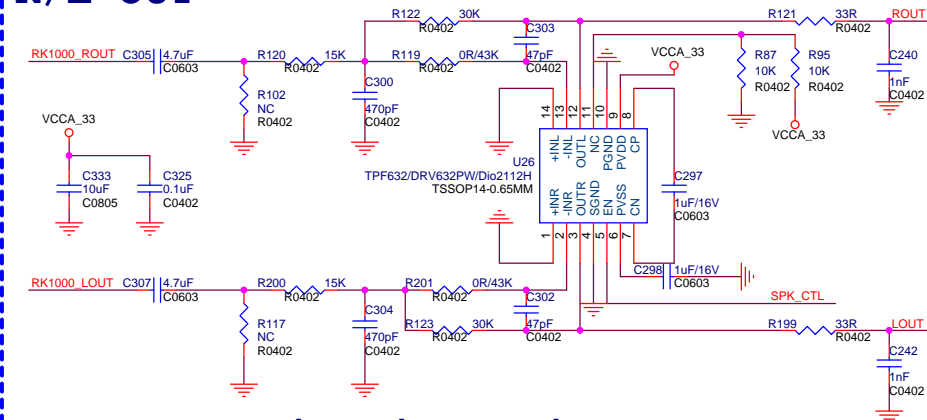 R122 30K
R0402
C303
47pF
C0402
R121 33R
R0402
ROUT
RK1000_ROUT C305 4.7uF
C0603
R120 15K
R0402
R119 0R/43K
R0402
VCCA_33
R87
10K
R0402
R95
10K
R0402
VCCA_33
C240
1nF
C0402
R102
NC
R0402
C300
470pF
C0402
VCCA_33
C333
10uF
C0805
C325
0.1uF
C0402
14 13 12 11 10 9 8
+INL -INL OUTL NC PGND PVDD CP
U26
TPF632/DRV632PW/Dio2112H
TSSOP14-0.65MM
+INR -INR OUTR SGND EN PVSS CN
1 2 3 4 5 6 7
C297
1uF/16V
C0603
C298 1uF/16V
C0603
SPK_CTL
RK1000_LOUT C307 4.7uF
C0603
R200 15K
R0402
R201 0R/43K
R0402
C302
47pF
C0402
R117
NC
R0402
C304
470pF
C0402
R123 30K
R0402
R199 33R
R0402
LOUT
C242
1nF
C0402